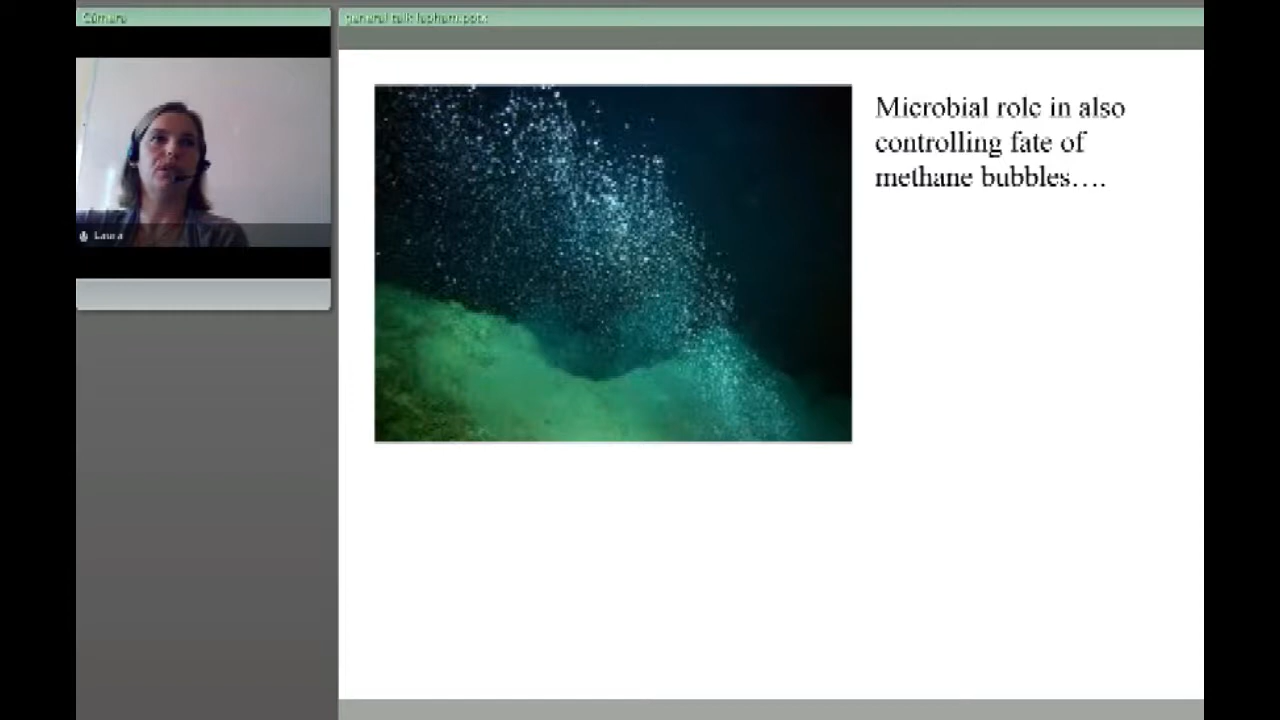 Laura
Microbial role in also
controlling fate of
methane bubbles….